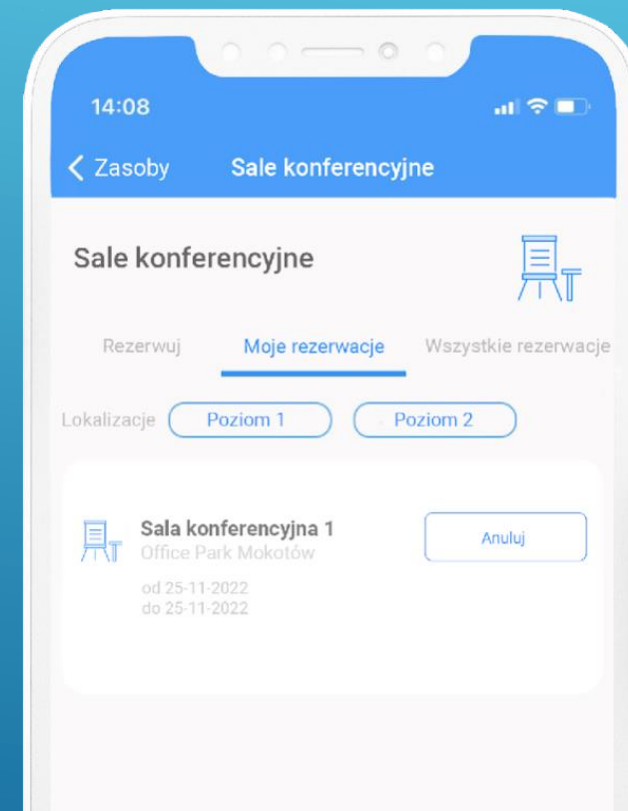 14:08
Zasoby Sale konferencyjne
Sale konferencyjne
Rezerwuj Moje rezerwacje Wszystkie rezerwacje
Lokalizacje Poziom 1 Poziom 2
Sala konferencyjna 1 Anuluj
Office Park Mokotów
od 25-11-2022
do 25-11-2022